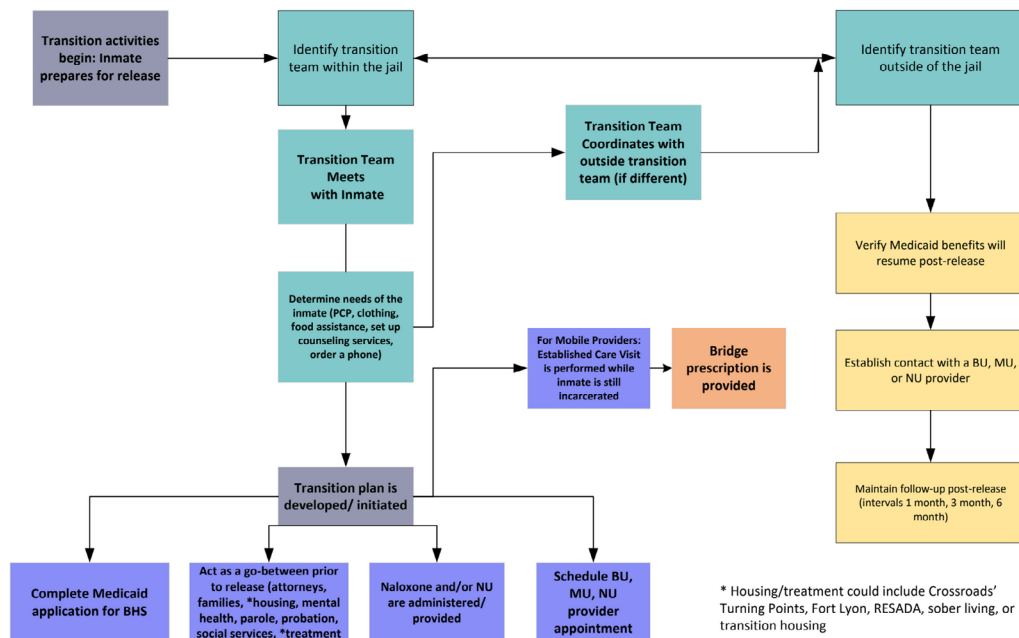 Transition activities
begin: Inmate
prepares for release
Identify transition
team within the jail
Identify transition team
outside of the jail
Transition Team
Meets
with Inmate
Transition Team
Coordinates with
outside transition
team (if different)
Verify Medicaid benefits will
resume post-release
Determine needs of the
inmate (PCP, clothing,
food assistance, set up
counseling services,
order a phone)
For Mobile Providers:
Established Care Visit
is performed while
inmate is still
incarcerated
Bridge
prescription is
provided
Establish contact with a BU, MU,
or NU provider
Transition plan is
developed/ initiated
Maintain follow-up post-release
(intervals 1 month, 3 month, 6
month)
Complete Medicaid
application for BHS
Act as a go-between prior
to release (attorneys,
families, *housing, mental
health, parole, probation,
social services, *treatment
Naloxone and/or NU
are administered/
provided
Schedule BU,
MU, NU
provider
appointment
* Housing/treatment could include Crossroads'
Turning Points, Fort Lyon, RESADA, sober living, or
transition housing